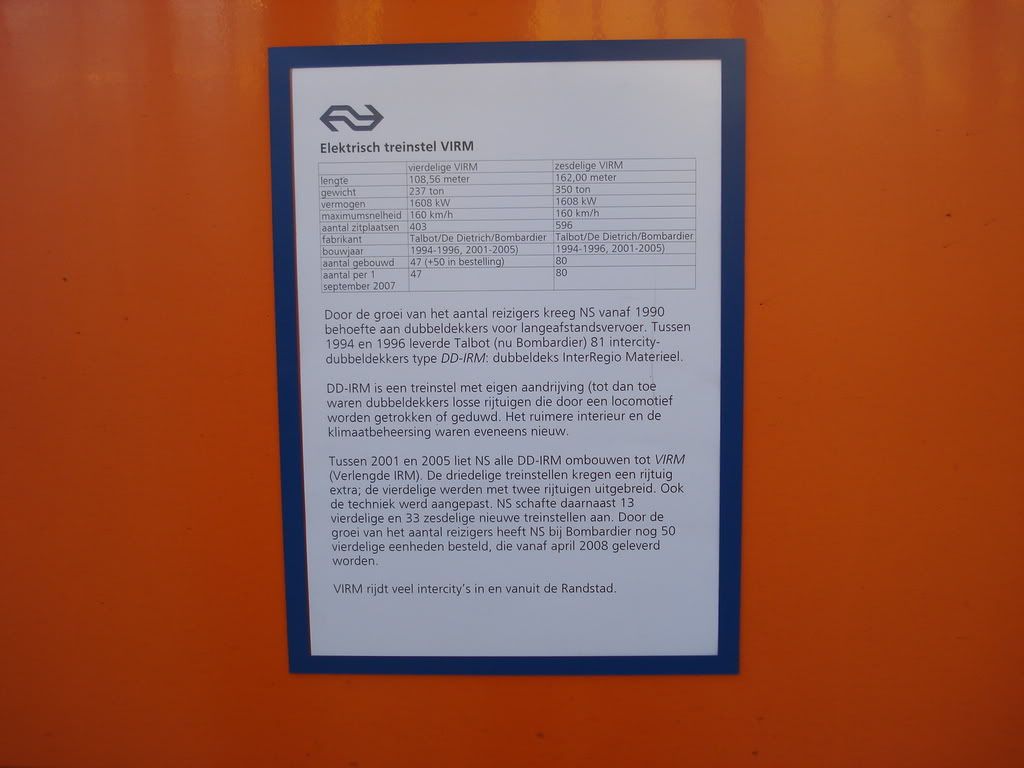 Elektrisch treinstel VIRM
vierdelige VIRM zesdelige VIRM
lengte 108,56 meter 162,00 meter
gewicht 237 ton 350 ton
vermogen 1608 kW 1608 kW
maximumsnelheid 160 km/h 160 km/h
aantal zitplaatsen 403 596
fabrikant Talbot/De Dietrich/Bombardier Talbot/De Dietrich/Bombardier
bouwjaar 1994-1996, 2001-2005) 1994-1996, 2001-2005)
aantal gebouwd 47 (+50 in bestelling) 80
aantal per 1 47 80
september 2007
Door de groei van het aantal reizigers kreeg NS vanaf 1990
behoefte aan dubbeldekkers voor langeafstandsvervoer. Tussen
1994 en 1996 leverde Talbot (nu Bombardier) 81 intercity-
dubbeldekkers type DD-IRM: dubbeldeks InterRegio Materieel.
DD-IRM is een treinstel met eigen aandrijving (tot dan toe
waren dubbeldekkers losse rijtuigen die door een locomotief
worden getrokken of geduwd. Het ruimere interieur en de
klimaatbeheersing waren eveneens nieuw.
Tussen 2001 en 2005 liet NS alle DD-IRM ombouwen tot VIRM
(Verlengde IRM). De driedelige treinstellen kregen een rijtuig
extra; de vierdelige werden met twee rijtuigen uitgebreid. Ook
de techniek werd aangepast. NS schafte daarnaast 13
vierdelige en 33 zesdelige nieuwe treinstellen aan. Door de
groei van het aantal reizigers heeft NS bij Bombardier nog 50
vierdelige eenheden besteld, die vanaf april 2008 geleverd
worden.
VIRM rijdt veel intercity's in en vanuit de Randstad.